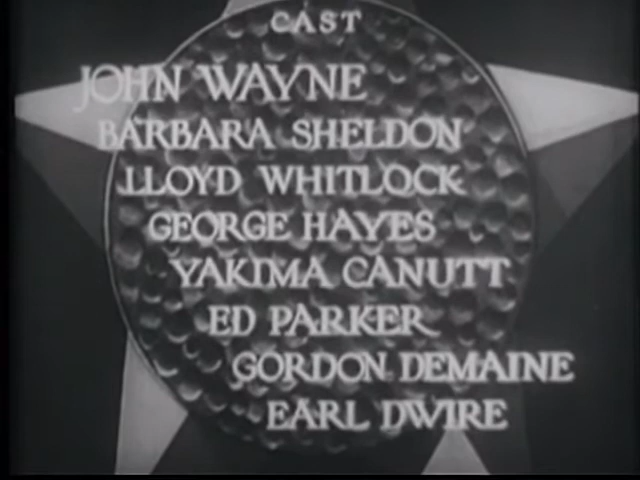 CAST
JOHN WAYNE
BARBARA SHELDON
LLOYD WHITLOCK
GEORGE HAYES
YAKIMA CANUTT
ED PARKER
GORDON DEMAINE
EARL DWIRE